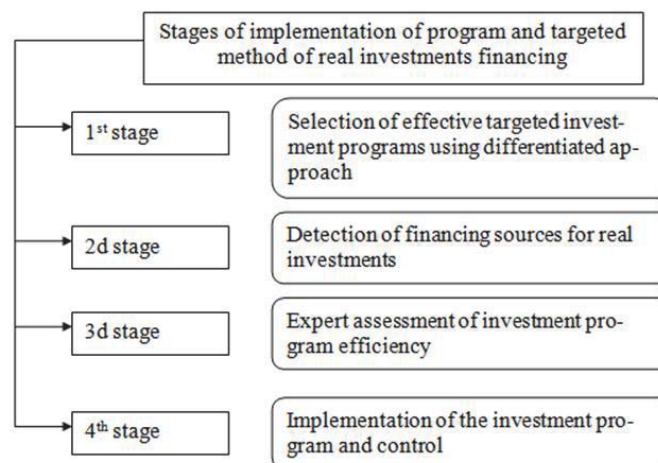 Stages of implementation of program and targeted
method of real investments financing
1st stage
Selection of effective targeted invest-
ment programs using differentiated ap-
proach
2d stage
Detection of financing sources for real
investments
3d stage
Expert assessment of investment pro-
gram efficiency
4th stage
Implementation of the investment pro-
gram and control